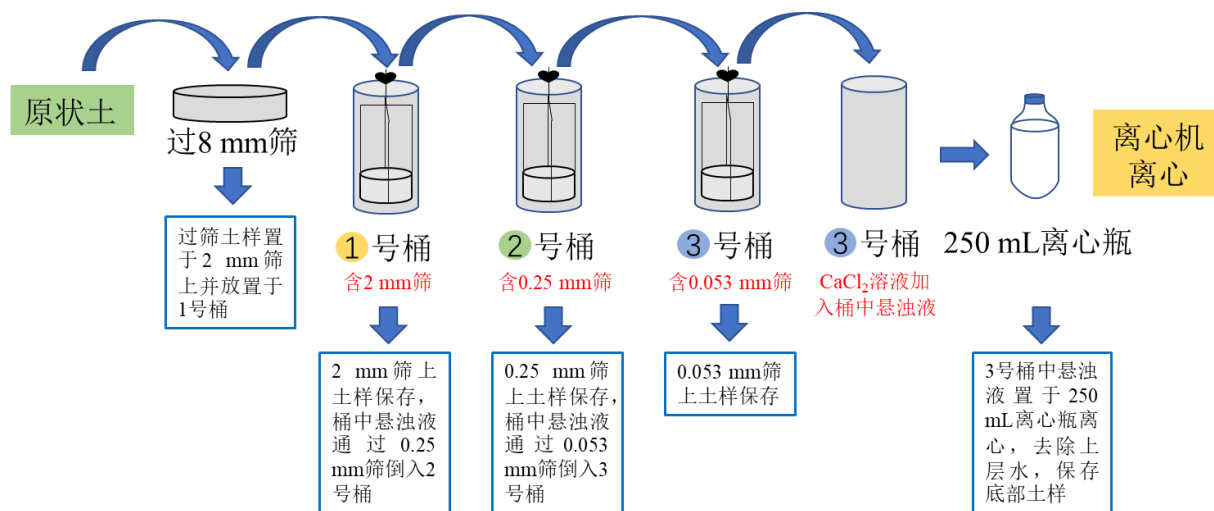 原状土
过8 mm筛
过筛土样置
于2 mm筛
上并放置于
1号桶
①号桶
含2 mm筛
②号桶
含0.25 mm筛
③号桶
含0.053 mm筛
③号桶
CaCl₂溶液加
入桶中悬浊液
250 mL离心瓶
离心机
离心
2 mm筛上
土样保存，
桶中悬浊液
通过0.25
mm筛倒入2
号桶
0.25 mm筛
上土样保存，
桶中悬浊液
通过0.053
mm筛倒入3
号桶
0.053 mm筛
上土样保存
3号桶中悬浊
液置于250
mL离心瓶离
心，去除上
层水，保存
底部土样